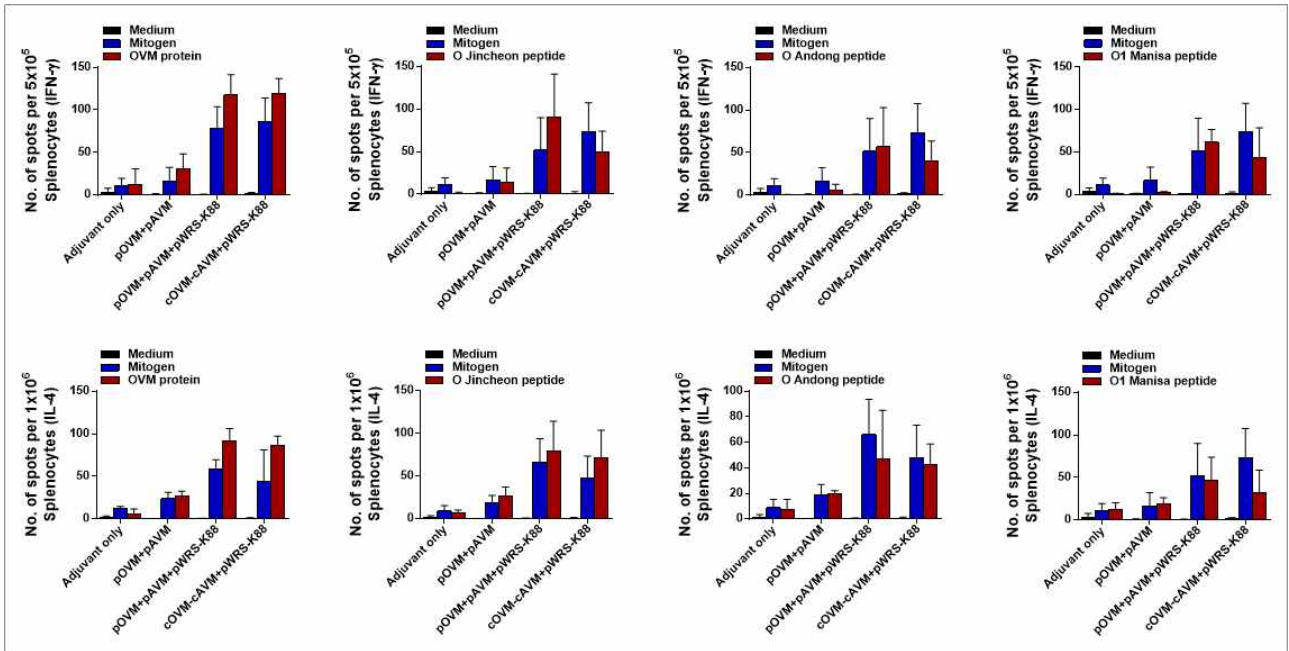 Medium
Mitogen
OVM protein
No. of spots per 5x10⁵
Splenocytes (IFN-γ)
150
100
50
0
Adjuvant only
pOVM+pAVM
pOVM+pAVM+pWRS-K88
cOVM-cAVM+pWRS-K88
Medium
Mitogen
O Jincheon peptide
No. of spots per 5x10⁵
Splenocytes (IFN-γ)
150
100
50
0
Adjuvant only
pOVM+pAVM
pOVM+pAVM+pWRS-K88
cOVM-cAVM+pWRS-K88
Medium
Mitogen
O Andong peptide
No. of spots per 5x10⁵
Splenocytes (IFN-γ)
150
100
50
0
Adjuvant only
pOVM+pAVM
pOVM+pAVM+pWRS-K88
cOVM-cAVM+pWRS-K88
Medium
Mitogen
O1 Manisa peptide
No. of spots per 5x10⁵
Splenocytes (IFN-γ)
150
100
50
0
Adjuvant only
pOVM+pAVM
pOVM+pAVM+pWRS-K88
cOVM-cAVM+pWRS-K88
Medium
Mitogen
OVM protein
No. of spots per 1x10⁶
Splenocytes (IL-4)
150
100
50
0
Adjuvant only
pOVM+pAVM
pOVM+pAVM+pWRS-K88
cOVM-cAVM+pWRS-K88
Medium
Mitogen
O Jincheon peptide
No. of spots per 1x10⁶
Splenocytes (IL-4)
150
100
50
0
Adjuvant only
pOVM+pAVM
pOVM+pAVM+pWRS-K88
cOVM-cAVM+pWRS-K88
Medium
Mitogen
O Andong peptide
No. of spots per 1x10⁶
Splenocytes (IL-4)
100
80
60
40
20
0
Adjuvant only
pOVM+pAVM
pOVM+pAVM+pWRS-K88
cOVM-cAVM+pWRS-K88
Medium
Mitogen
O1 Manisa peptide
No. of spots per 1x10⁶
Splenocytes (IL-4)
150
100
50
0
Adjuvant only
pOVM+pAVM
pOVM+pAVM+pWRS-K88
cOVM-cAVM+pWRS-K88